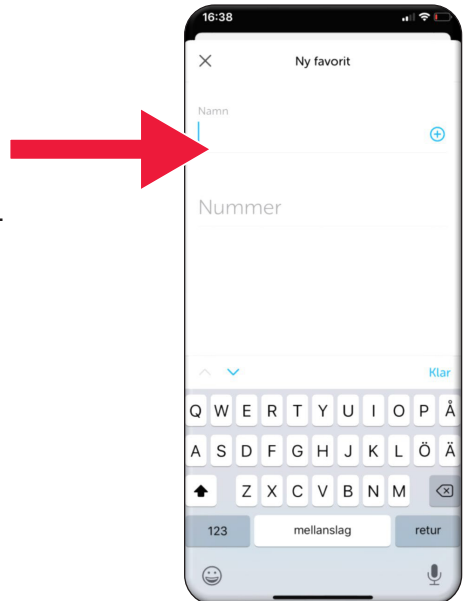 16:38
Ny favorit
Namn
Nummer
.
Klar
Q W E R T Y U I O P Å
A S D F G H J K L Ö Ä
Z X C V B N M
123 mellanslag retur